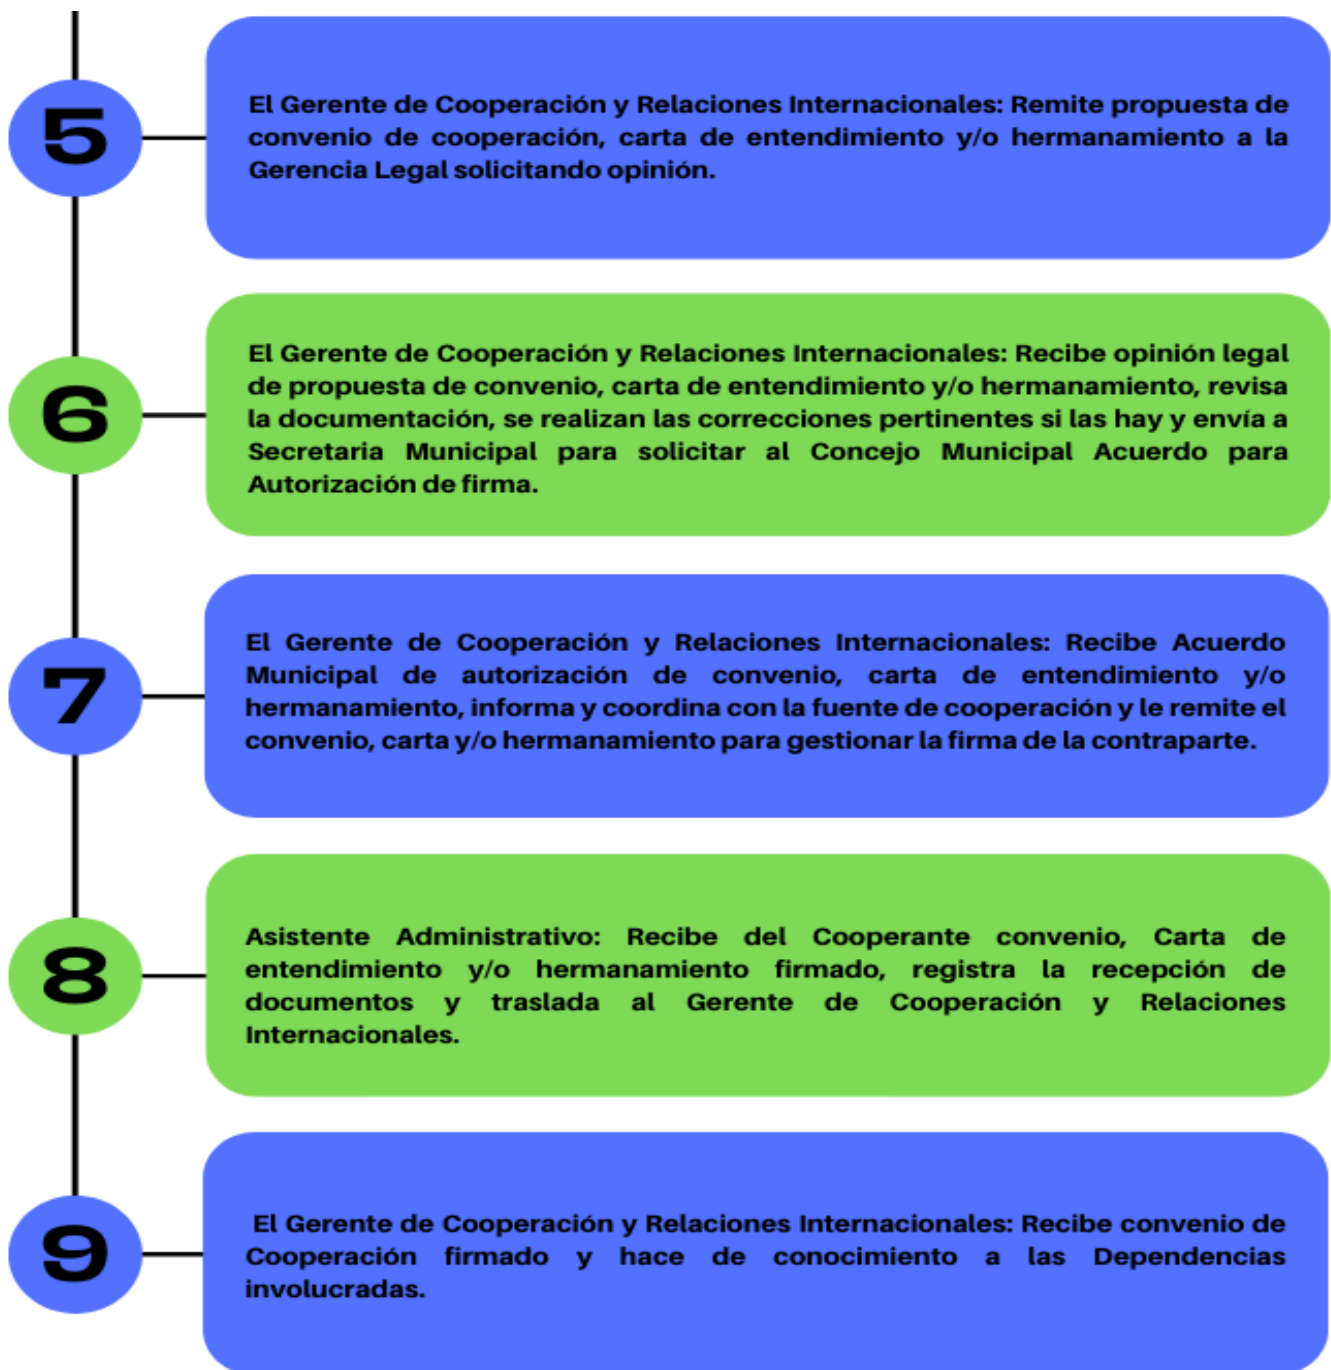 5
El Gerente de Cooperación y Relaciones Internacionales: Remite propuesta de
convenio de cooperación, carta de entendimiento y/o hermanamiento a la
Gerencia Legal solicitando opinión.
6
El Gerente de Cooperación y Relaciones Internacionales: Recibe opinión legal
de propuesta de convenio, carta de entendimiento y/o hermanamiento, revisa
la documentación, se realizan las correcciones pertinentes si las hay y envía a
Secretaria Municipal para solicitar al Concejo Municipal Acuerdo para
Autorización de firma.
7
El Gerente de Cooperación y Relaciones Internacionales: Recibe Acuerdo
Municipal de autorización de convenio, carta de entendimiento y/o
hermanamiento, informa y coordina con la fuente de cooperación y le remite el
convenio, carta y/o hermanamiento para gestionar la firma de la contraparte.
8
Asistente Administrativo: Recibe del Cooperante convenio, Carta de
entendimiento y/o hermanamiento firmado, registra la recepción de
documentos y traslada al Gerente de Cooperación y Relaciones
Internacionales.
9
El Gerente de Cooperación y Relaciones Internacionales: Recibe convenio de
Cooperación firmado y hace de conocimiento a las Dependencias
involucradas.